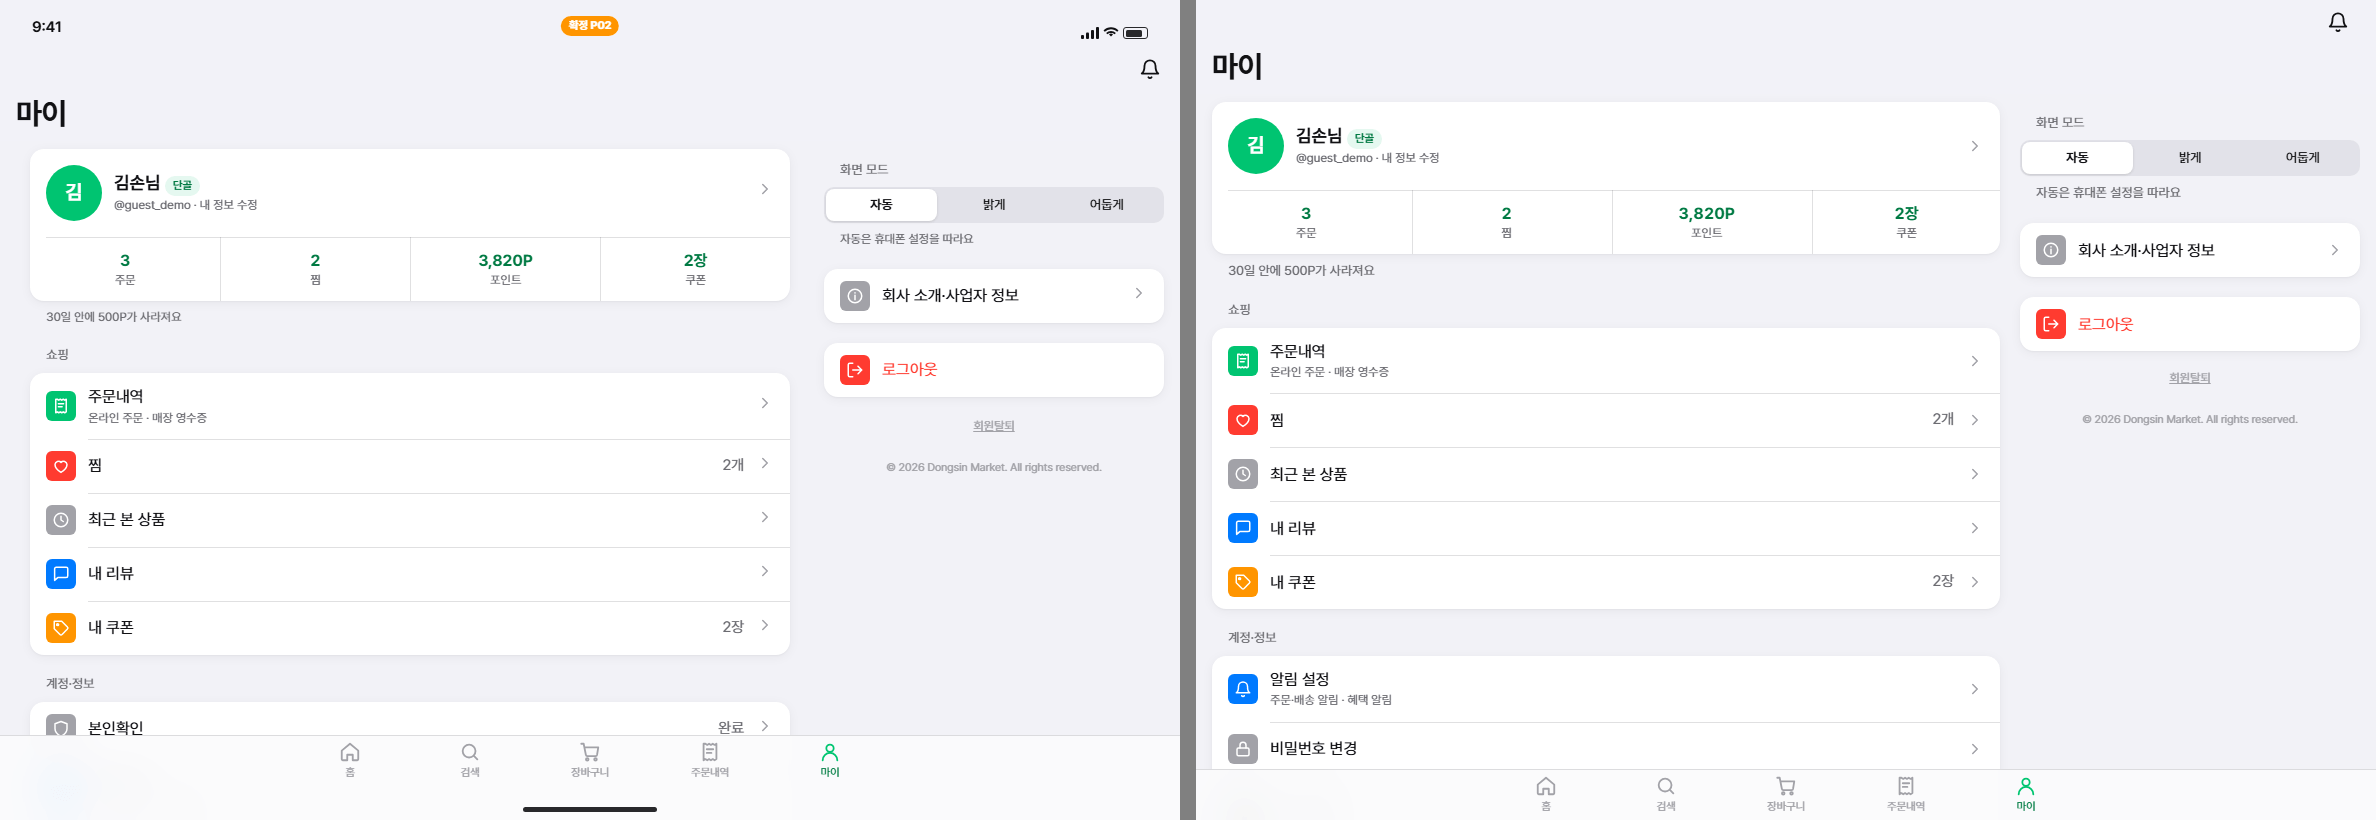 9:41
확정 P02
마이
김
김손님 단골
@guest_demo · 내 정보 수정
3
주문
2
찜
3,820P
포인트
2장
쿠폰
30일 안에 500P가 사라져요
쇼핑
주문내역
온라인 주문 · 매장 영수증
찜 2개
최근 본 상품
내 리뷰
내 쿠폰 2장
계정·정보
본인확인 완료
화면 모드
자동 밝게 어둡게
자동은 휴대폰 설정을 따라요
회사 소개·사업자 정보
로그아웃
회원탈퇴
© 2026 Dongsin Market. All rights reserved.
홈 검색 장바구니 주문내역 마이
마이
김
김손님 단골
@guest_demo · 내 정보 수정
3
주문
2
찜
3,820P
포인트
2장
쿠폰
30일 안에 500P가 사라져요
쇼핑
주문내역
온라인 주문 · 매장 영수증
찜 2개
최근 본 상품
내 리뷰
내 쿠폰 2장
계정·정보
알림 설정
주문·배송 알림 · 혜택 알림
비밀번호 변경
화면 모드
자동 밝게 어둡게
자동은 휴대폰 설정을 따라요
회사 소개·사업자 정보
로그아웃
회원탈퇴
© 2026 Dongsin Market. All rights reserved.
홈 검색 장바구니 주문내역 마이